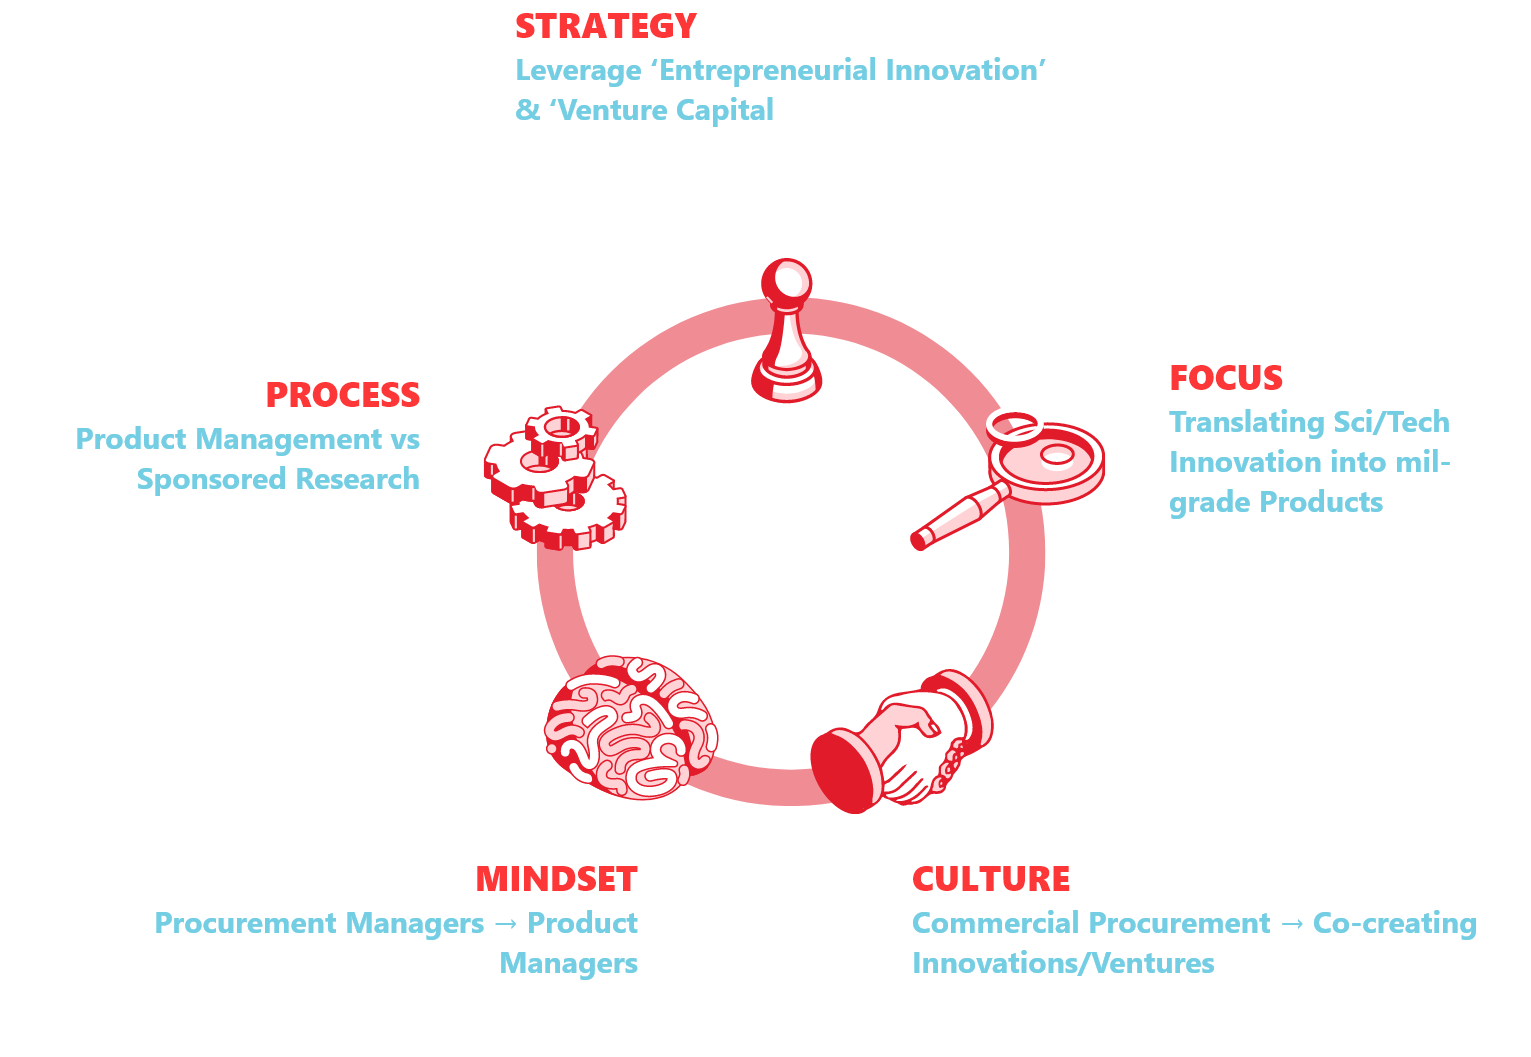 STRATEGY
Leverage ‘Entrepreneurial Innovation’
& ‘Venture Capital
FOCUS
Translating Sci/Tech
Innovation into mil-
grade Products
PROCESS
Product Management vs
Sponsored Research
MINDSET
Procurement Managers → Product
Managers
CULTURE
Commercial Procurement → Co-creating
Innovations/Ventures